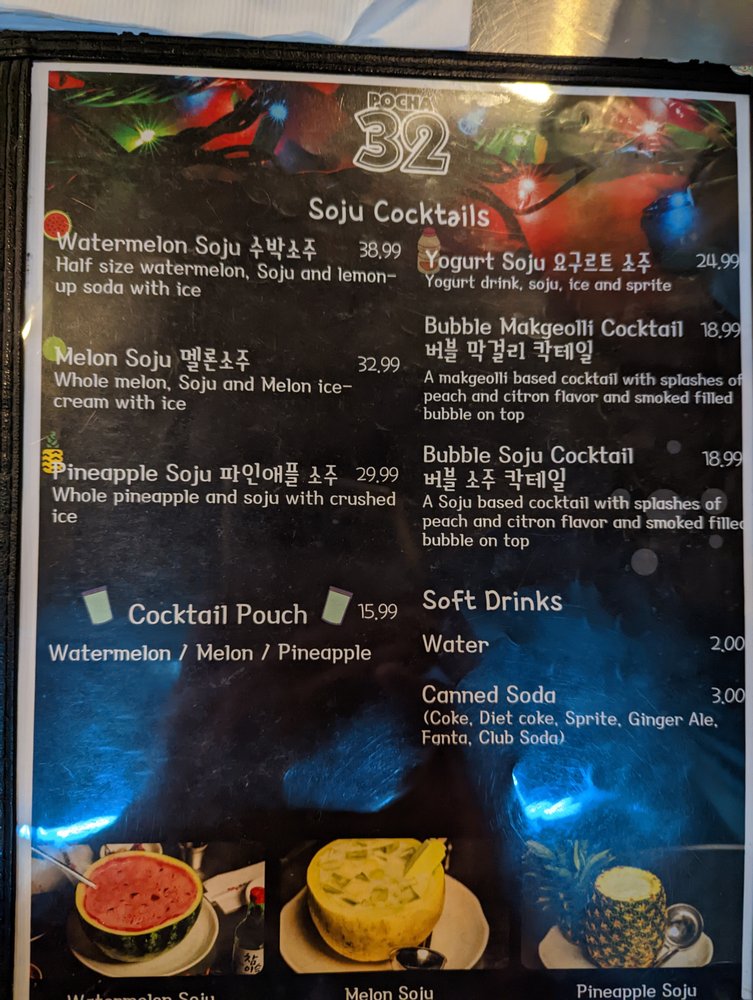 POCHA
32
Soju Cocktails
Watermelon Soju 수박소주 38.99
Half size watermelon, Soju and lemon-
up soda with ice
Melon Soju 멜론소주 32.99
Whole melon, Soju and Melon ice-
cream with ice
Pineapple Soju 파인애플 소주 29.99
Whole pineapple and soju with crushed
ice
Cocktail Pouch 15.99
Watermelon / Melon / Pineapple
Yogurt Soju 요구르트 소주 24.99
Yogurt drink, soju, ice and sprite
Bubble Makgeolli Cocktail 18.99
버블 막걸리 칵테일
A makgeolli based cocktail with splashes of
peach and citron flavor and smoked filled
bubble on top
Bubble Soju Cocktail 18.99
버블 소주 칵테일
A Soju based cocktail with splashes of
peach and citron flavor and smoked filled
bubble on top
Soft Drinks
Water 2.00
Canned Soda 3.00
(Coke, Diet coke, Sprite, Ginger Ale,
Fanta, Club Soda)
참
이슬
Watermelon Soju
Melon Soju
Pineapple Soju